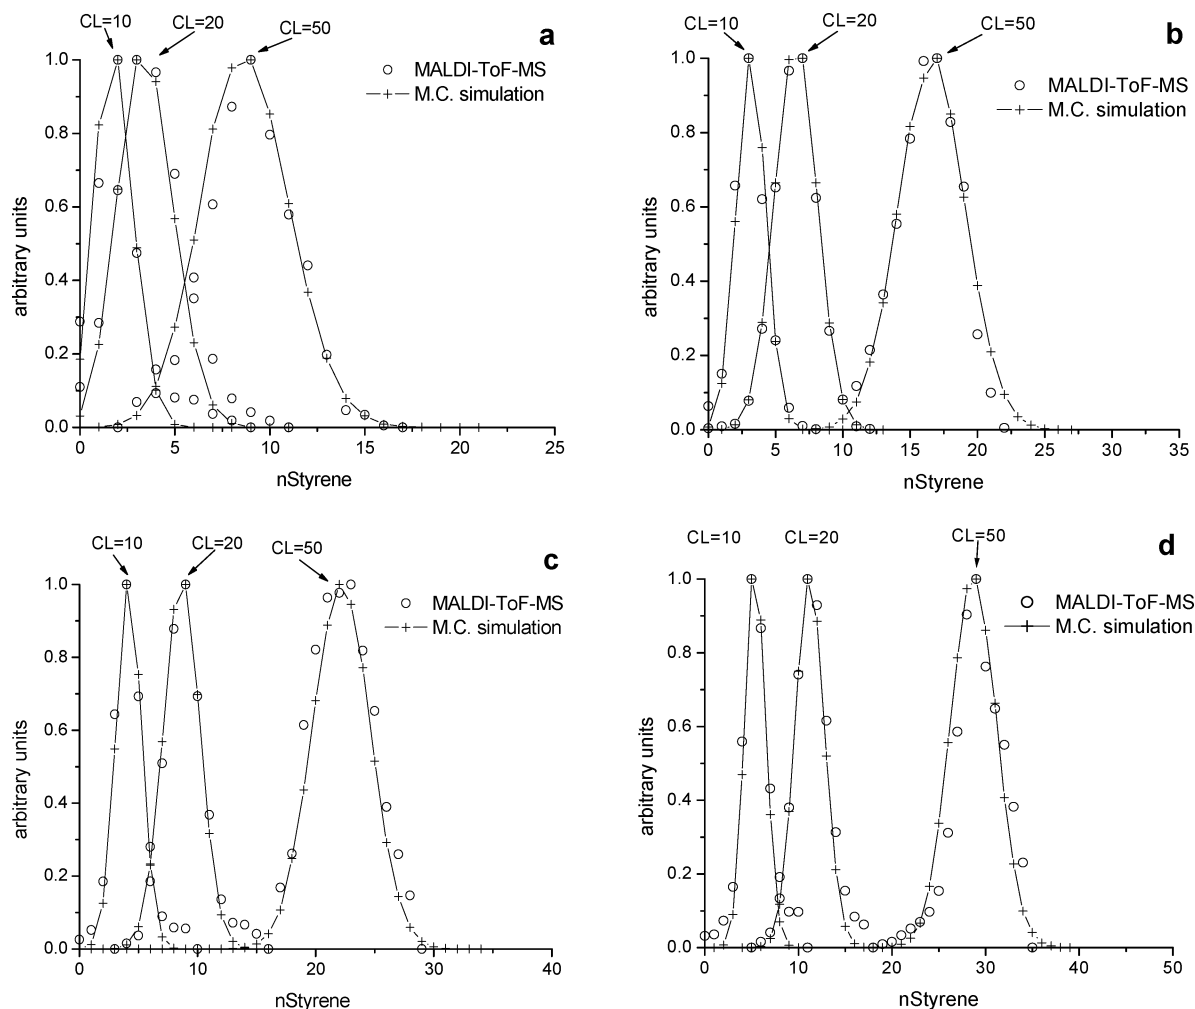 CL=10
CL=20
CL=50
a
MALDI-ToF-MS
M.C. simulation
1.0
0.8
0.6
0.4
0.2
0.0
arbitrary units
0 5 10 15 20 25
nStyrene
CL=10
CL=20
CL=50
b
MALDI-ToF-MS
M.C. simulation
1.0
0.8
0.6
0.4
0.2
0.0
arbitrary units
0 5 10 15 20 25 30 35
nStyrene
CL=10
CL=20
CL=50
c
MALDI-ToF-MS
M.C. simulation
1.0
0.8
0.6
0.4
0.2
0.0
arbitrary units
0 10 20 30 40
nStyrene
CL=10
CL=20
CL=50
d
MALDI-ToF-MS
M.C. simulation
1.0
0.8
0.6
0.4
0.2
0.0
arbitrary units
0 10 20 30 40 50
nStyrene